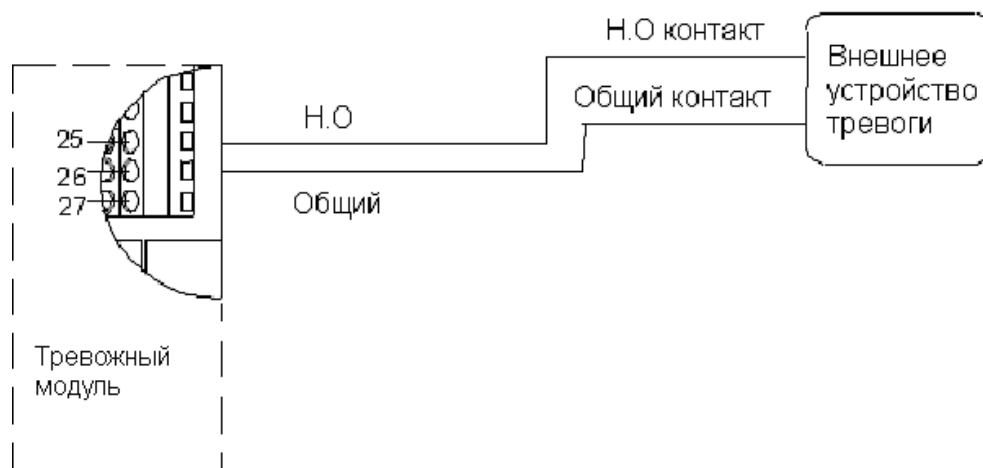 Н.О контакт
Внешнее
устройство
тревоги
Общий контакт
Н.О
25
26
27
Общий
Тревожный
модуль